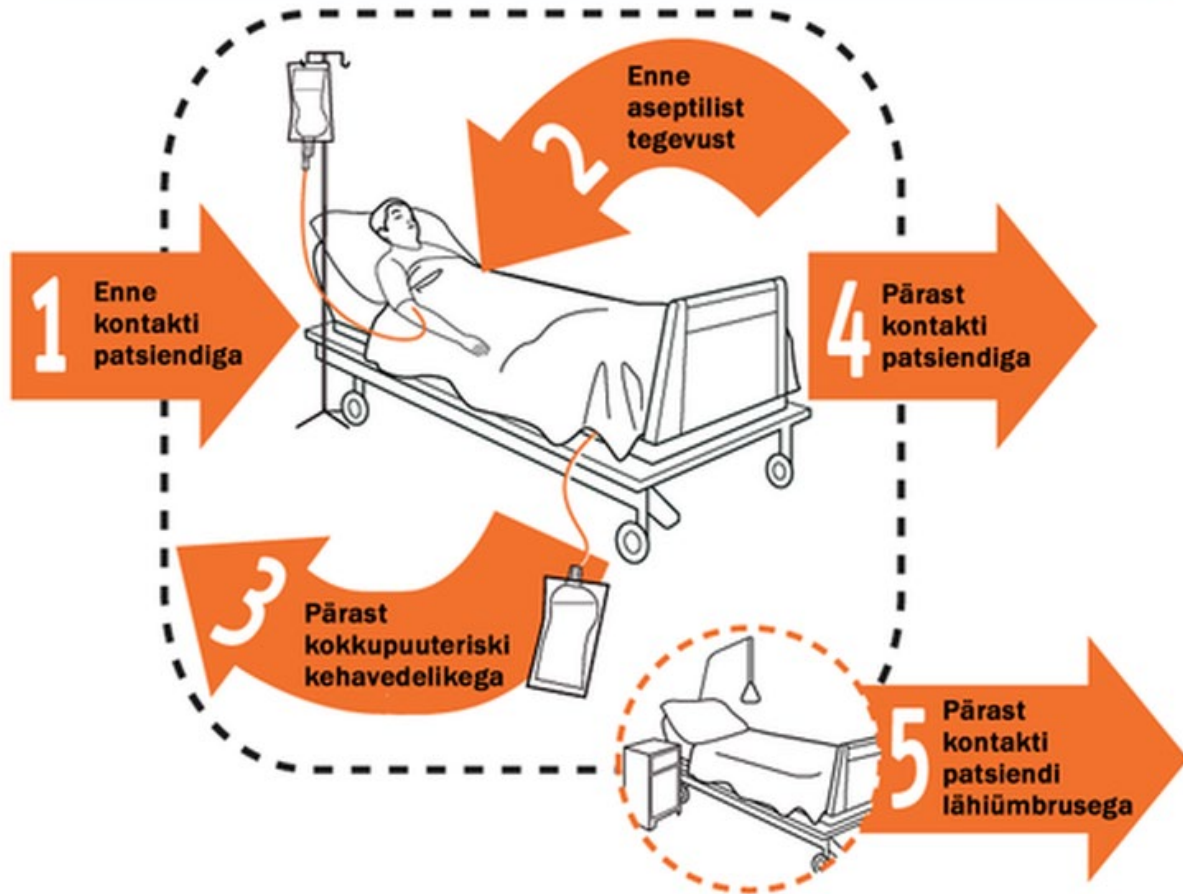 1
Enne
kontakti
patsiendiga
2
Enne
aseptilist
tegevust
3
Pärast
kokkupuuteriski
kehavedelikega
4
Pärast
kontakti
patsiendiga
5
Pärast
kontakti
patsiendi
lähiümbrusega